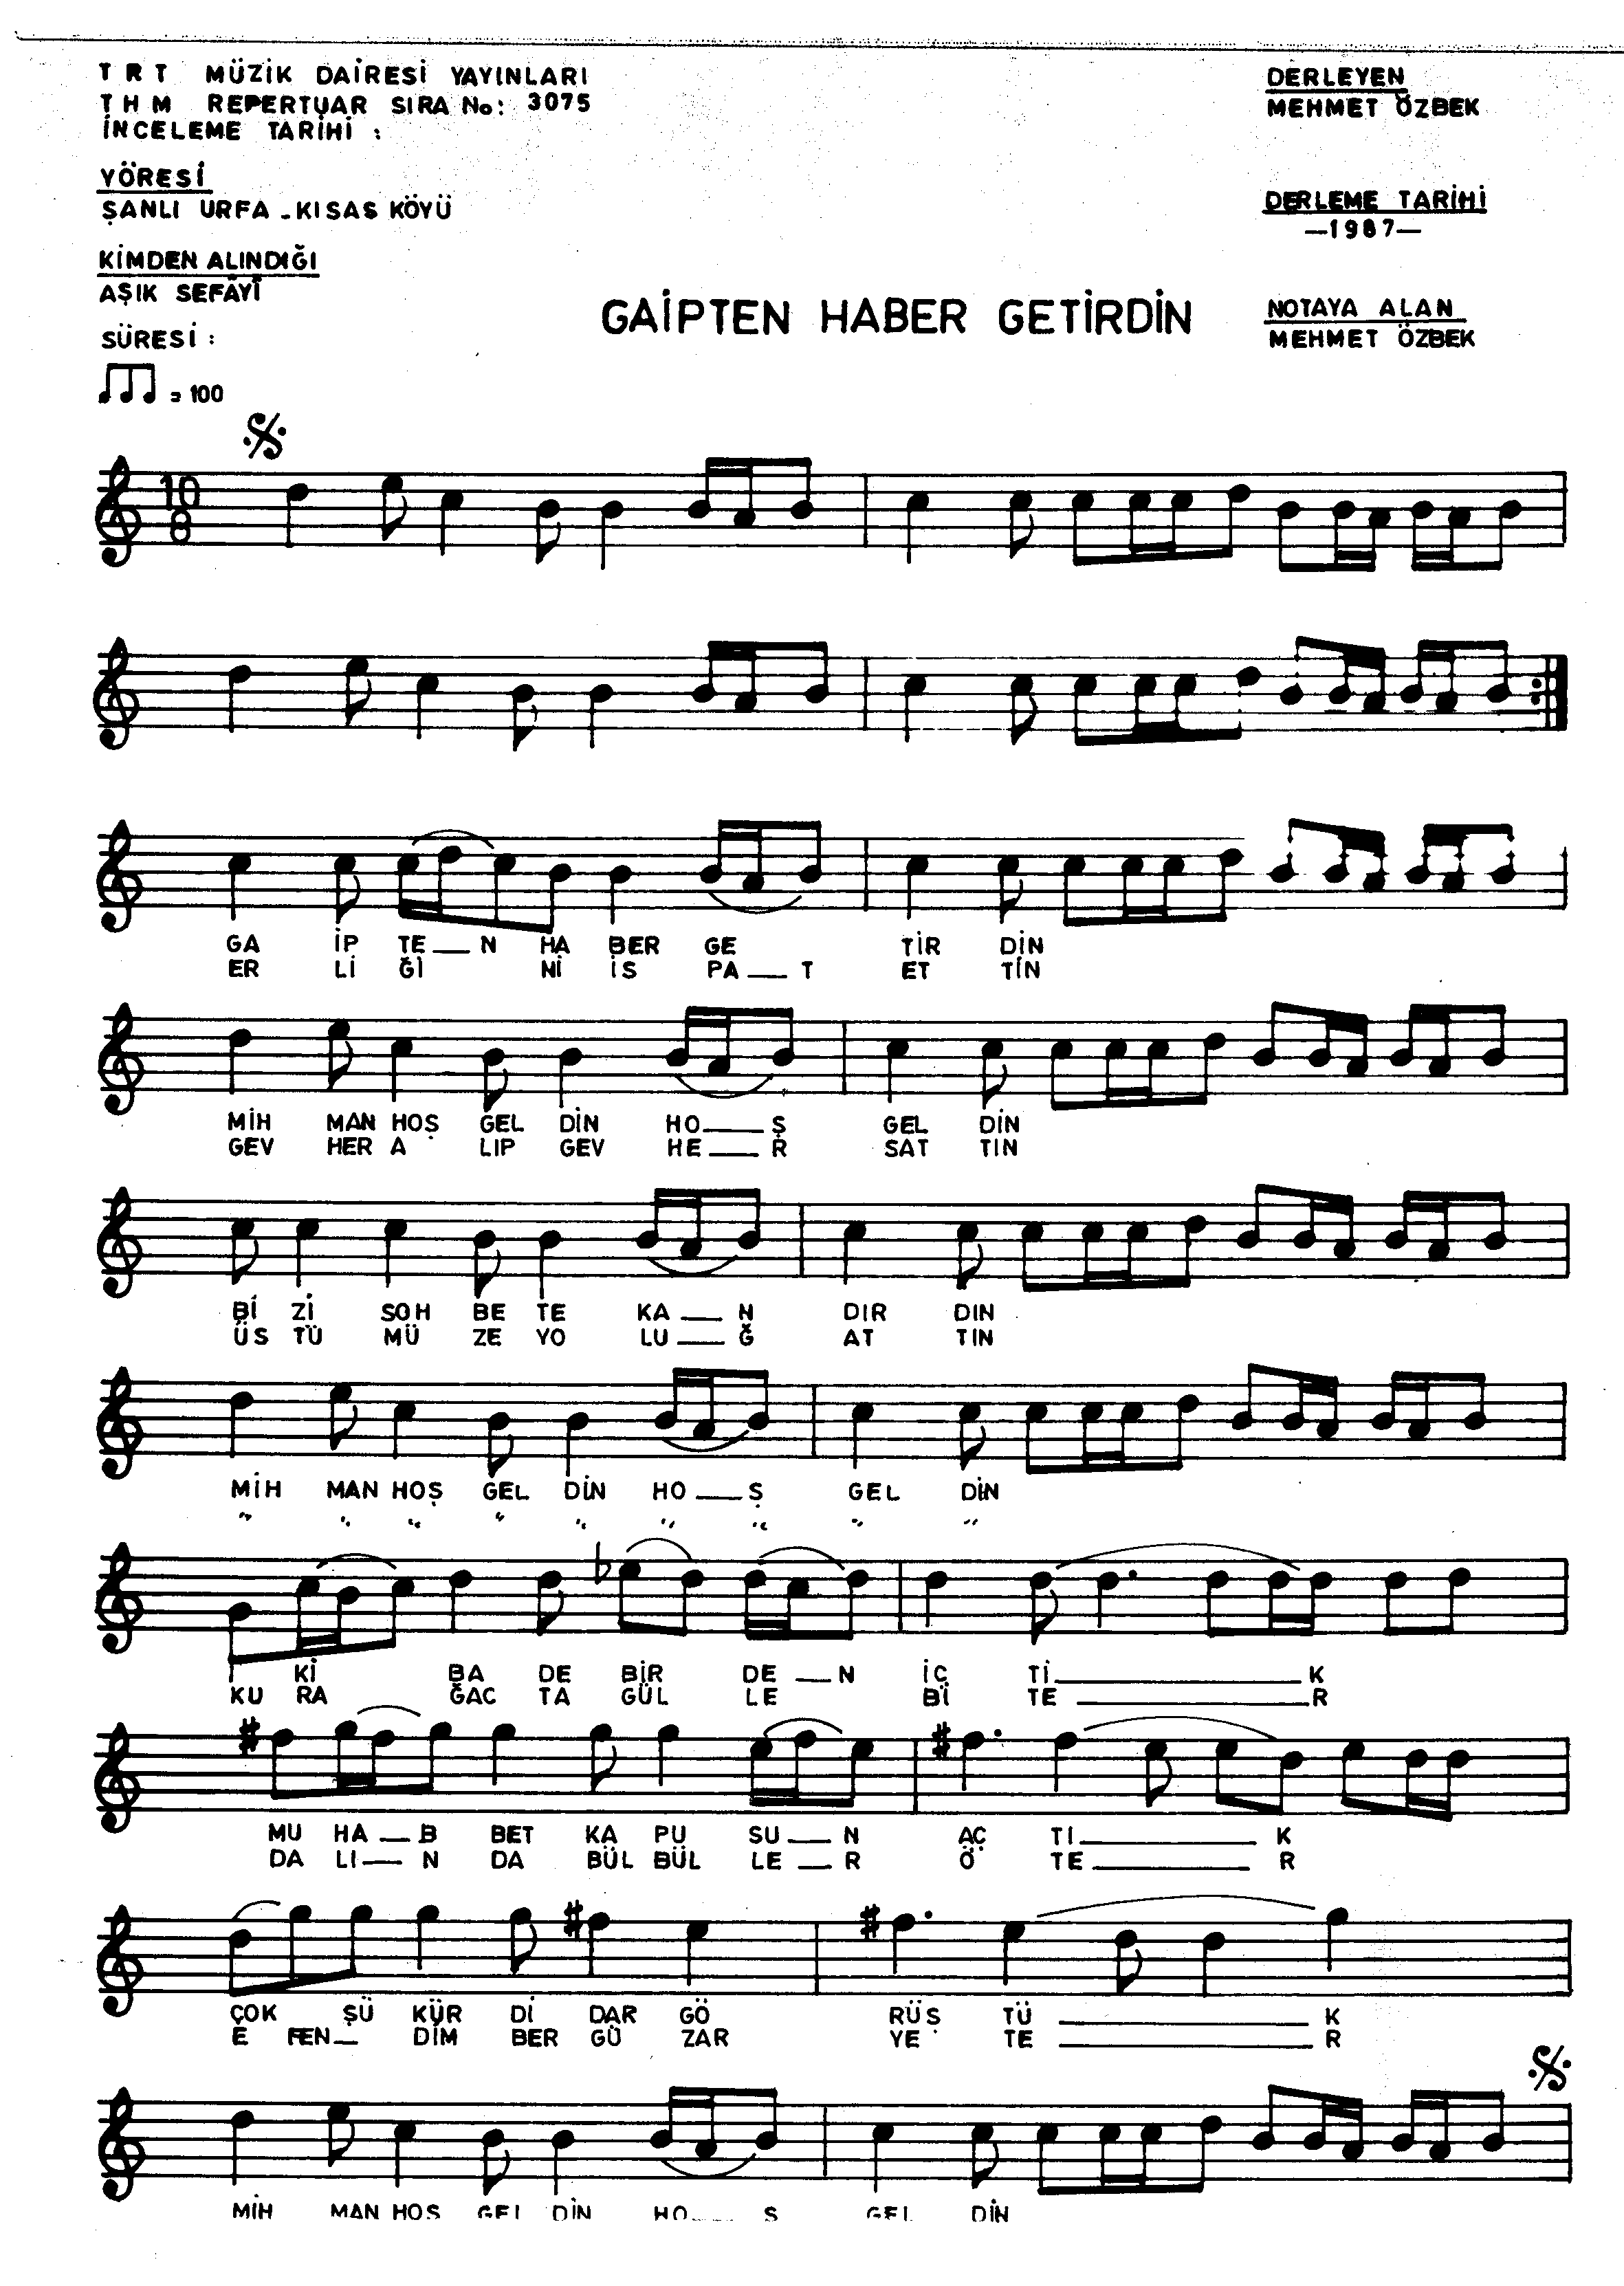 TRT MÜZİK DAİRESİ YAYINLARI
THM REPERTUAR SIRA No: 3075
İNCELEME TARİHİ :
DERLEYEN
MEHMET ÖZBEK
YÖRESİ
ŞANLI URFA - KISAS KÖYÜ
DERLEME TARİHİ
—1987—
KİMDEN ALINDIĞI
AŞIK SEFÂYÎ
GAİPTEN HABER GETİRDİN
NOTAYA ALAN
MEHMET ÖZBEK
SÜRESİ :
= 100
10
8
GA İP TE — N HA BER GE TİR DİN
ER Lİ Ğİ Nİ İS PA — T ET TİN
MİH MAN HOŞ GEL DİN HO — Ş GEL DİN
GEV HER A LIP GEV HE — R SAT TIN
Bİ Zİ SOH BE TE KA — N DIR DIN
ÜS TÜ MÜ ZE YO LU — Ğ AT TIN
MİH MAN HOŞ GEL DİN HO — Ş GEL DİN
" " " " " " " " "
İ Kİ BA DE BİR DE — N İÇ Tİ — K
KU RA ĞAC TA GÜL LE Bİ TE — R
MU HA — B BET KA PU SU — N AÇ TI — K
DA LI — N DA BÜL BÜL LE — R Ö TE — R
ÇOK ŞÜ KÜR Dİ DAR GÖ RÜŞ TÜ — K
E FEN — DİM BER GÜ ZAR YE TE — R
MİH MAN HOŞ GEL DİN HO — Ş GEL DİN